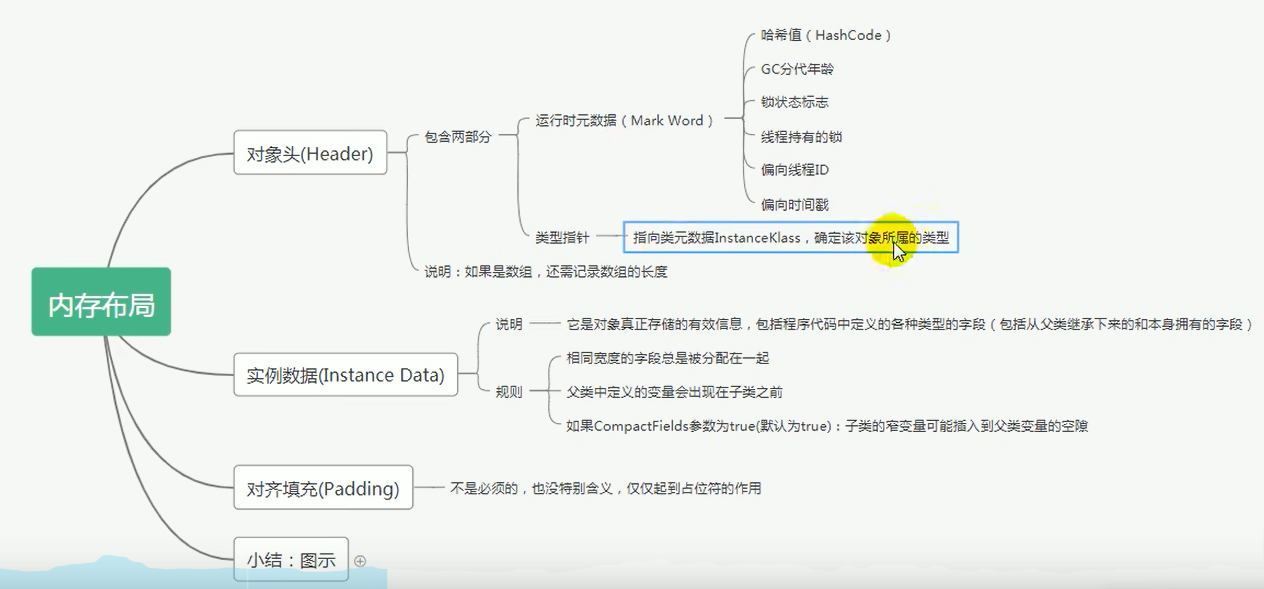 内存布局
对象头(Header)
包含两部分
运行时元数据（Mark Word）
哈希值（HashCode）
GC分代年龄
锁状态标志
线程持有的锁
偏向线程ID
偏向时间戳
类型指针
指向类元数据InstanceKlass，确定该对象所属的类型
说明：如果是数组，还需记录数组的长度
实例数据(Instance Data)
说明
它是对象真正存储的有效信息，包括程序代码中定义的各种类型的字段（包括从父类继承下来的和本身拥有的字段）
规则
相同宽度的字段总是被分配在一起
父类中定义的变量会出现在子类之前
如果CompactFields参数为true(默认为true)：子类的窄变量可能插入到父类变量的空隙
对齐填充(Padding)
不是必须的，也没特别含义，仅仅起到占位符的作用
小结：图示